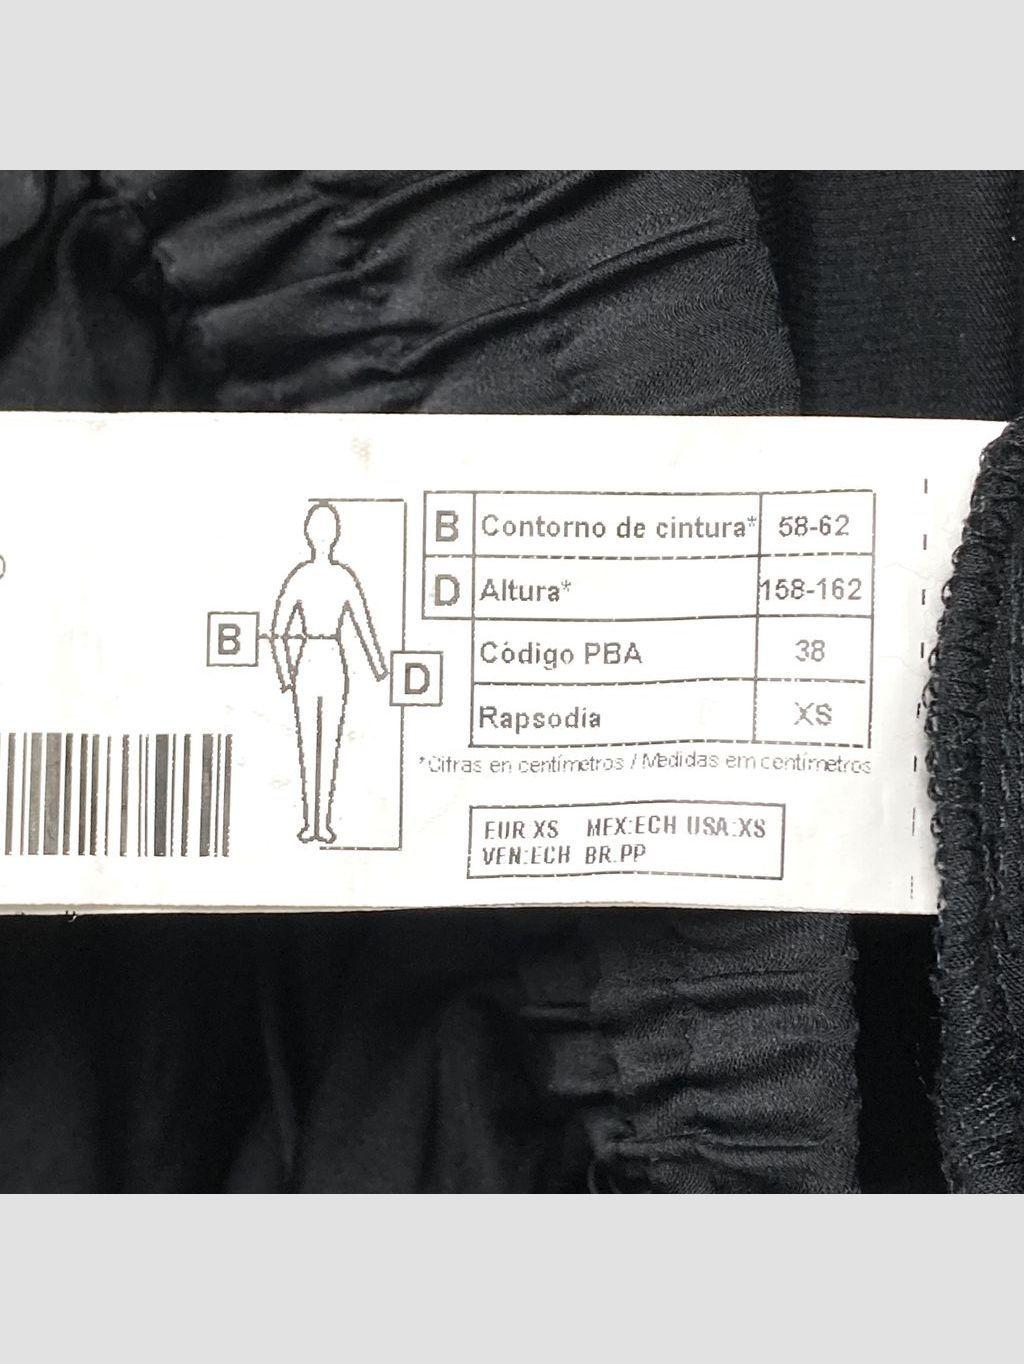 B Contorno de cintura* 58-62
D Altura* 158-162
Código PBA 38
Rapsodia XS
B
D
*Cifras en centímetros / Medidas em centímetros
EUR XS MEX:ECH USA:XS
VEN:ECH BR.PP